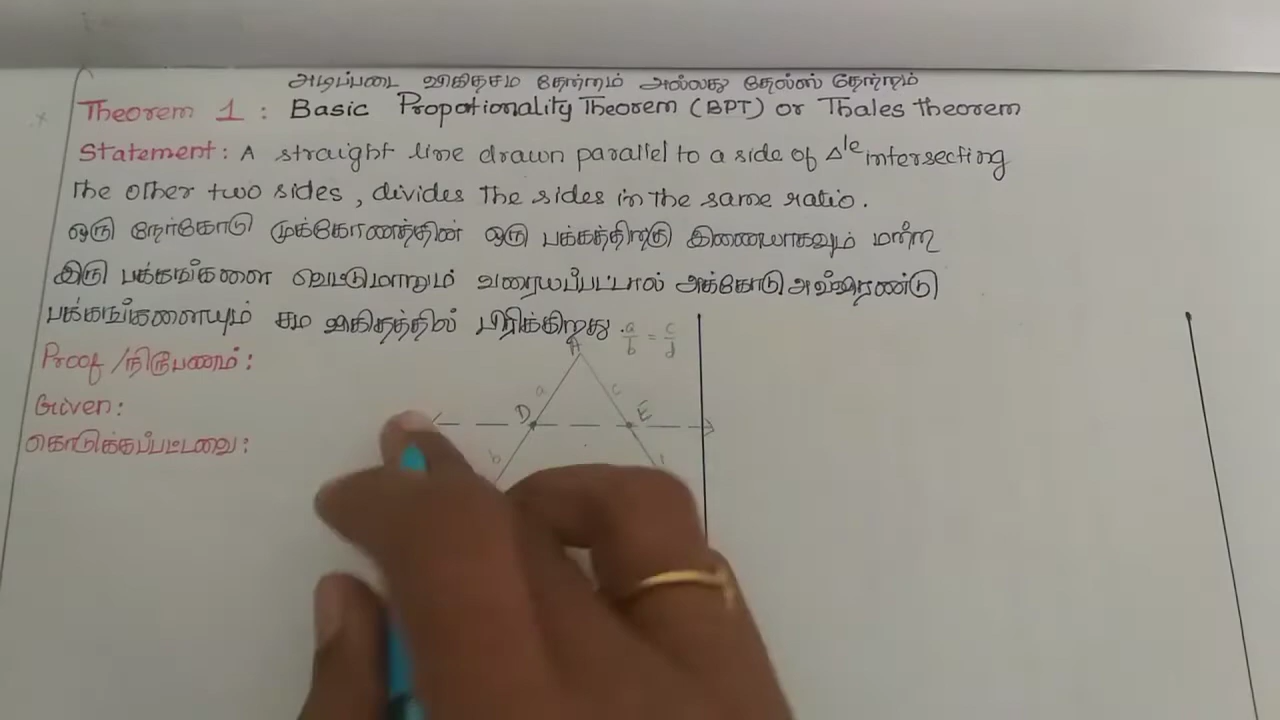 அடிப்படை விகிதசம தேற்றம் அல்லது தேல்ஸ் தேற்றம்
Theorem 1 : Basic Propotionality Theorem (BPT) or Thales theorem
Statement : A straight line drawn parallel to a side of Δle intersecting
the other two sides , divides the sides in the same ratio .
ஒரு நேர்கோடு முக்கோணத்தின் ஒரு பக்கத்திற்கு இணையாகவும் மற்ற
இரு பக்கங்களை வெட்டுமாறும் வரையப்பட்டால் அக்கோடு அவ்விரண்டு
பக்கங்களையும் சம விகிதத்தில் பிரிக்கிறது . a/b = c/d
Proof /நிரூபணம் :
A
Given :
a c
D E
கொடுக்கப்பட்டவை :
b